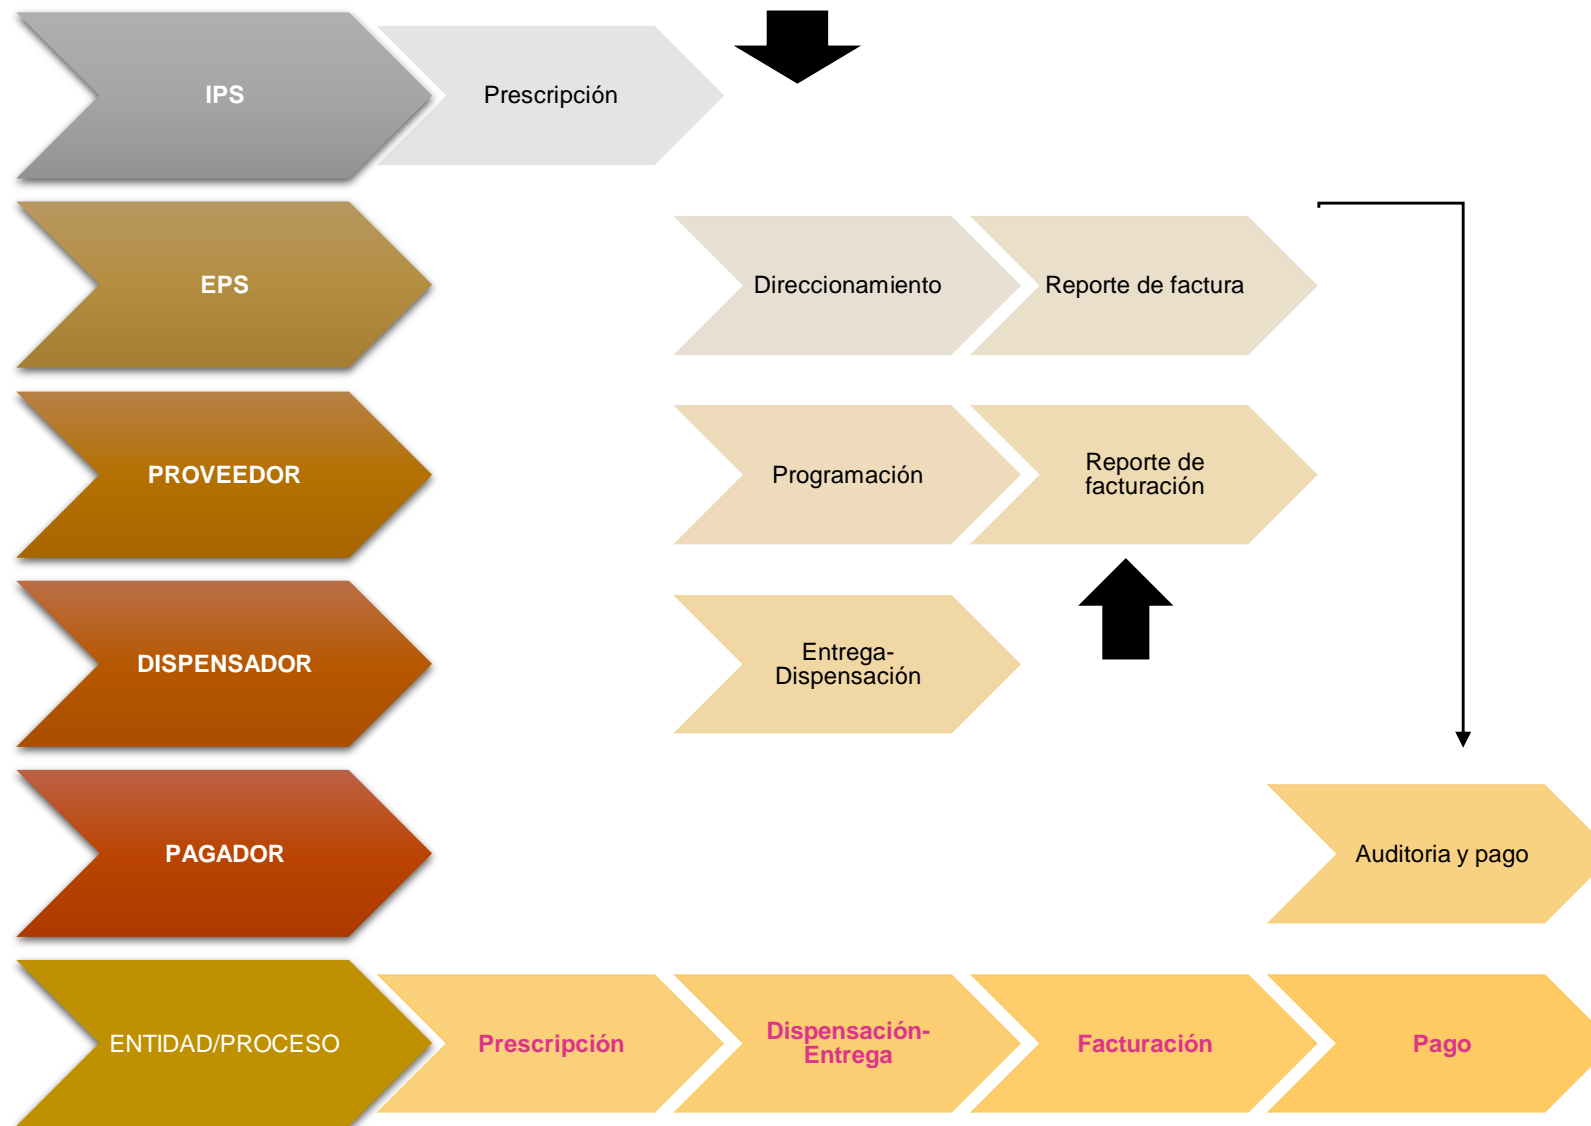 IPS
Prescripción
EPS
Direccionamiento
Reporte de factura
PROVEEDOR
Programación
Reporte de
facturación
DISPENSADOR
Entrega-
Dispensación
PAGADOR
Auditoria y pago
ENTIDAD/PROCESO
Prescripción
Dispensación-
Entrega
Facturación
Pago